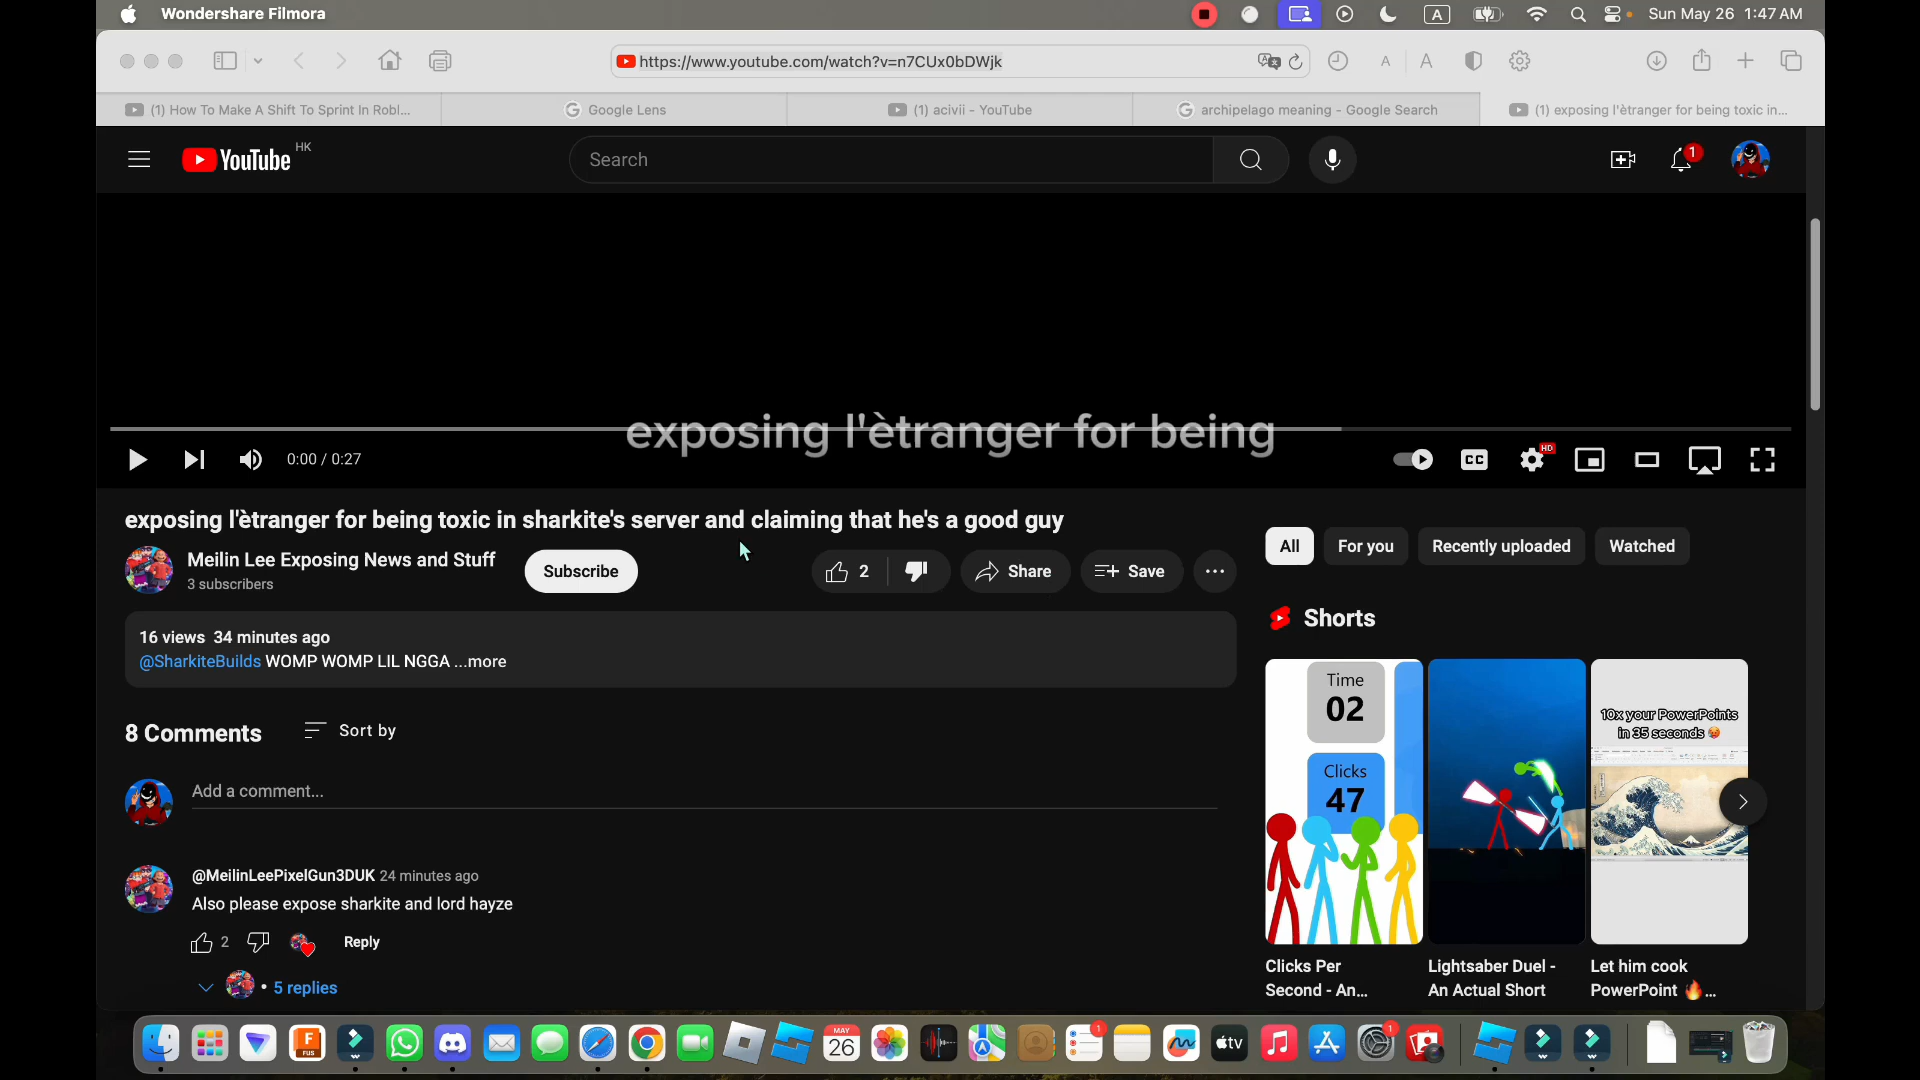 Wondershare Filmora
A
Sun May 26 1:47 AM
https://www.youtube.com/watch?v=n7CUx0bDWjk
A A
(1) How To Make A Shift To Sprint In Robl...
Google Lens
(1) acivii - YouTube
archipelago meaning - Google Search
(1) exposing l'ètranger for being toxic in...
YouTube HK
Search
1
exposing l'ètranger for being
0:00 / 0:27
CC
HD
exposing l'ètranger for being toxic in sharkite's server and claiming that he's a good guy
Meilin Lee Exposing News and Stuff
3 subscribers
Subscribe
2
Share
Save
All
For you
Recently uploaded
Watched
16 views 34 minutes ago
@SharkiteBuilds WOMP WOMP LIL NGGA ...more
Shorts
8 Comments
Sort by
Add a comment...
@MeilinLeePixelGun3DUK 24 minutes ago
Also please expose sharkite and lord hayze
2
Reply
• 5 replies
Time
02
Clicks
47
10x your PowerPoints
in 35 seconds
Clicks Per
Second - An...
Lightsaber Duel -
An Actual Short
Let him cook
PowerPoint 🔥...
F
FUS
MAY
26
1
tv
1